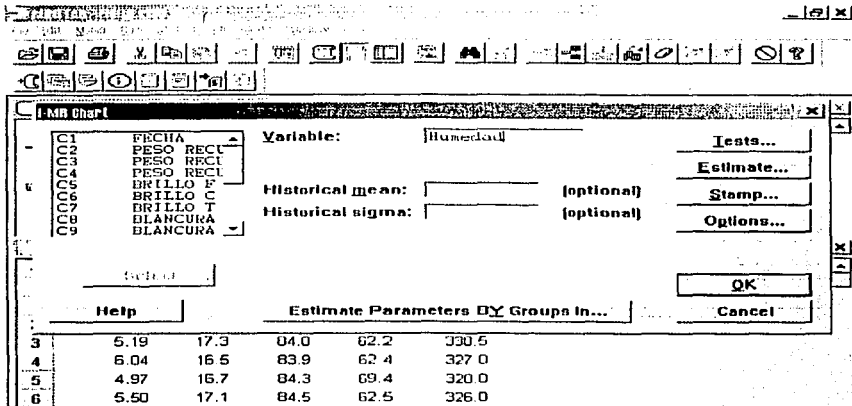 I-MR Chart
C1 FECHA
C2 PESO RECU
C3 PESO RECU
C4 PESO RECU
C5 BRILLO F
C6 BRILLO C
C7 BRILLO T
C8 BLANCURA
C9 BLANCURA
Variable: Humedad
Historical mean: (optional)
Historical sigma: (optional)
Tests...
Estimate...
Stamp...
Options...
Select
OK
Help
Estimate Parameters BY Groups in...
Cancel
3 5.19 17.3 84.0 62.2 330.5
4 6.04 16.5 83.9 62.4 327.0
5 4.97 16.7 84.3 69.4 320.0
6 5.50 17.1 84.5 62.5 326.0